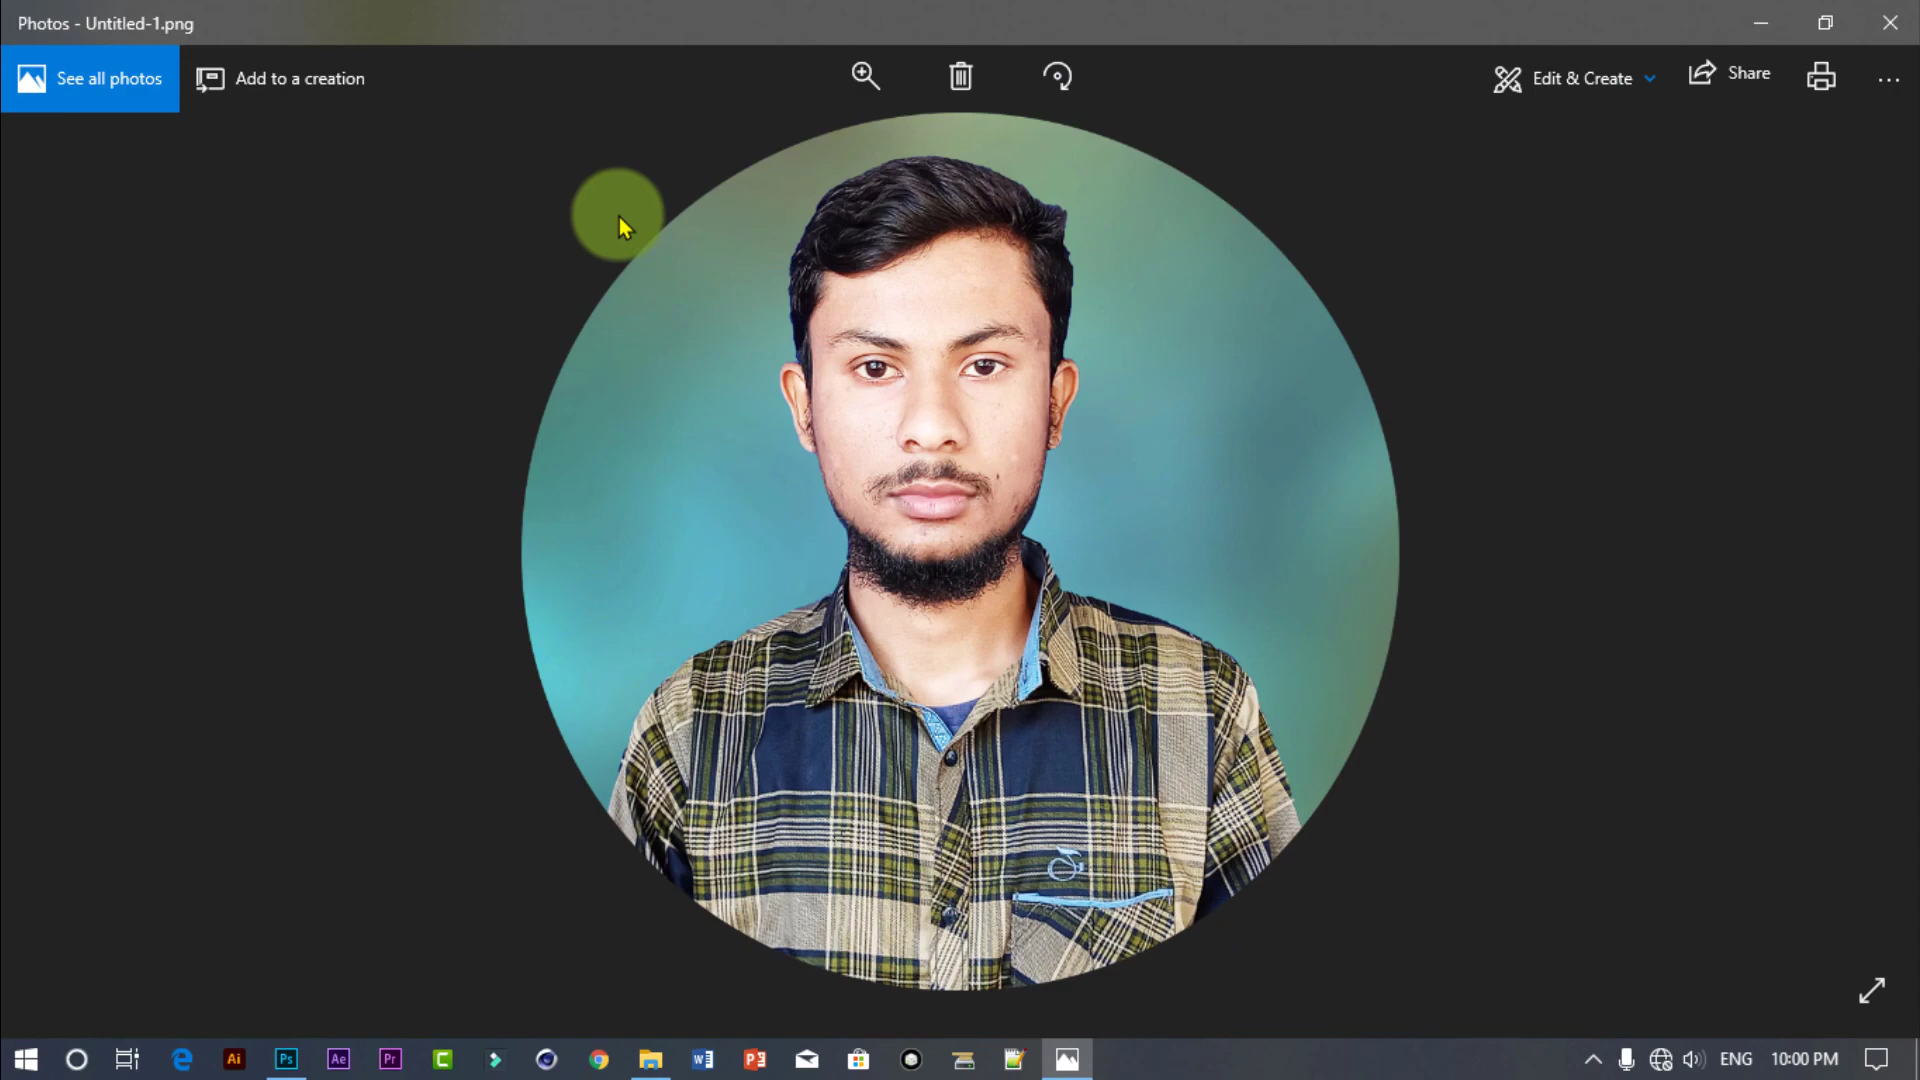 Photos - Untitled-1.png
See all photos
Add to a creation
Edit & Create
Share
Ai
Ps
Ae
Pr
C
W
P
ENG
10:00 PM